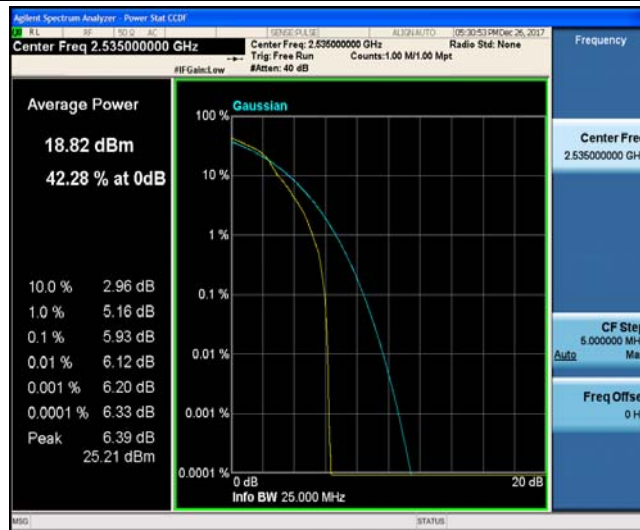 Agilent Spectrum Analyzer - Power Stat CCDF
RL RF 50 Ω AC SENSE:PULSE ALIGN AUTO 05:30:53 PM Dec 26, 2017
Center Freq 2.535000000 GHz
Center Freq: 2.535000000 GHz Radio Std: None
Trig: Free Run Counts:1.00 M/1.00 Mpt
#IFGain:Low #Atten: 40 dB
Frequency
Average Power
18.82 dBm
42.28 % at 0dB
10.0 % 2.96 dB
1.0 % 5.16 dB
0.1 % 5.93 dB
0.01 % 6.12 dB
0.001 % 6.20 dB
0.0001 % 6.33 dB
Peak 6.39 dB
25.21 dBm
Gaussian
100 %
10 %
1 %
0.1 %
0.01 %
0.001 %
0.0001 %
0 dB 20 dB
Info BW 25.000 MHz
Center Fre
2.535000000 GH
CF Step
5.000000 MH
Auto Ma
Freq Offse
0 H
MSG STATUS